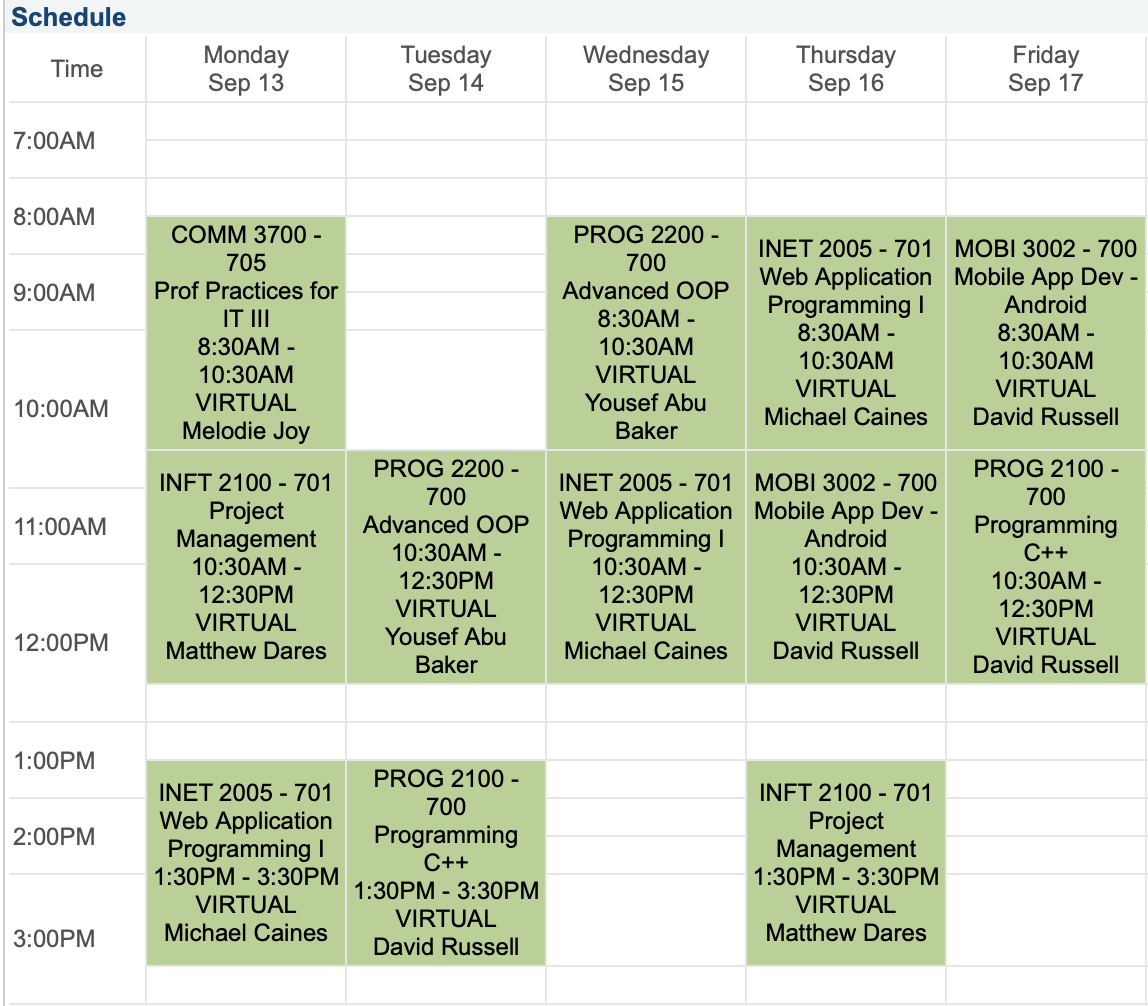 Schedule
Time
Monday
Sep 13
Tuesday
Sep 14
Wednesday
Sep 15
Thursday
Sep 16
Friday
Sep 17
7:00AM
8:00AM
9:00AM
10:00AM
COMM 3700 -
705
Prof Practices for
IT III
8:30AM -
10:30AM
VIRTUAL
Melodie Joy
PROG 2200 -
700
Advanced OOP
8:30AM -
10:30AM
VIRTUAL
Yousef Abu
Baker
INET 2005 - 701
Web Application
Programming I
8:30AM -
10:30AM
VIRTUAL
Michael Caines
MOBI 3002 - 700
Mobile App Dev -
Android
8:30AM -
10:30AM
VIRTUAL
David Russell
11:00AM
12:00PM
INFT 2100 - 701
Project
Management
10:30AM -
12:30PM
VIRTUAL
Matthew Dares
PROG 2200 -
700
Advanced OOP
10:30AM -
12:30PM
VIRTUAL
Yousef Abu
Baker
INET 2005 - 701
Web Application
Programming I
10:30AM -
12:30PM
VIRTUAL
Michael Caines
MOBI 3002 - 700
Mobile App Dev -
Android
10:30AM -
12:30PM
VIRTUAL
David Russell
PROG 2100 -
700
Programming
C++
10:30AM -
12:30PM
VIRTUAL
David Russell
1:00PM
2:00PM
3:00PM
INET 2005 - 701
Web Application
Programming I
1:30PM - 3:30PM
VIRTUAL
Michael Caines
PROG 2100 -
700
Programming
C++
1:30PM - 3:30PM
VIRTUAL
David Russell
INFT 2100 - 701
Project
Management
1:30PM - 3:30PM
VIRTUAL
Matthew Dares